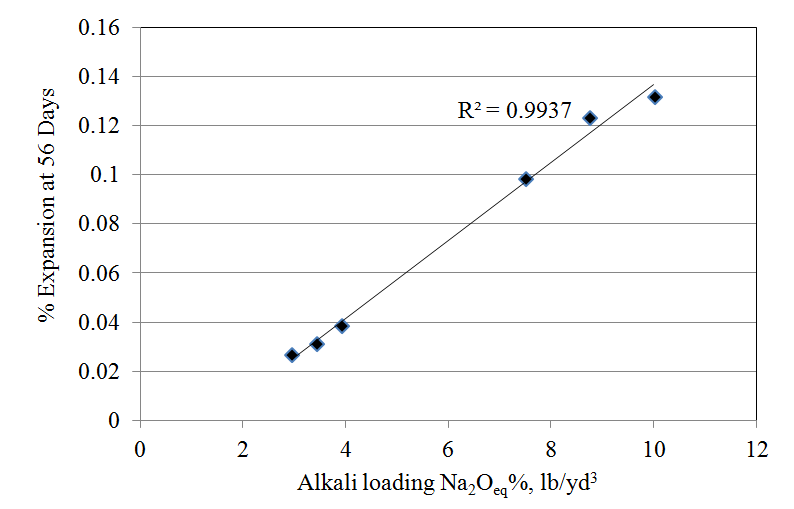 0.16
0.14
0.12
0.1
0.08
0.06
0.04
0.02
0
% Expansion at 56 Days
R² = 0.9937
0 2 4 6 8 10 12
Alkali loading Na₂Oeq%, lb/yd³